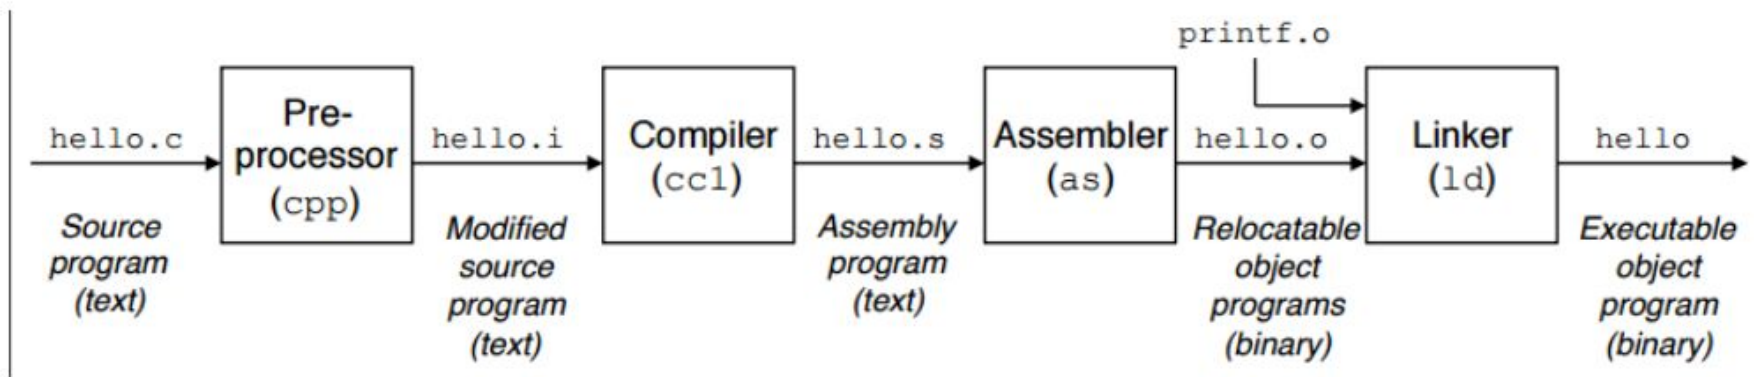 printf.o
hello.c
Pre-
processor
(cpp)
hello.i
Compiler
(cc1)
hello.s
Assembler
(as)
hello.o
Linker
(ld)
hello
Source
program
(text)
Modified
source
program
(text)
Assembly
program
(text)
Relocatable
object
programs
(binary)
Executable
object
program
(binary)